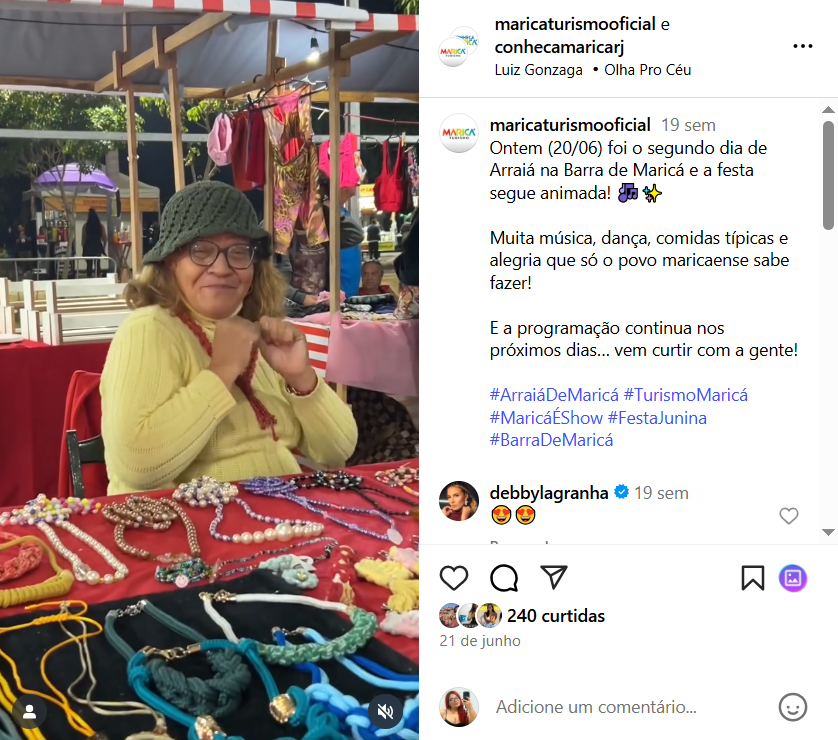 maricaturismooficial e
conhecamaricarj
Luiz Gonzaga • Olha Pro Céu
MARICÁ
TURISMO
maricaturismooficial 19 sem
Ontem (20/06) foi o segundo dia de
Arraiá na Barra de Maricá e a festa
segue animada! 🎶✨
Muita música, dança, comidas típicas e
alegria que só o povo maricaense sabe
fazer!
E a programação continua nos
próximos dias... vem curtir com a gente!
#ArraiáDeMaricá #TurismoMaricá
#MaricáÉShow #FestaJunina
#BarraDeMaricá
debbylagranha 19 sem
😍😍
240 curtidas
21 de junho
Adicione um comentário...